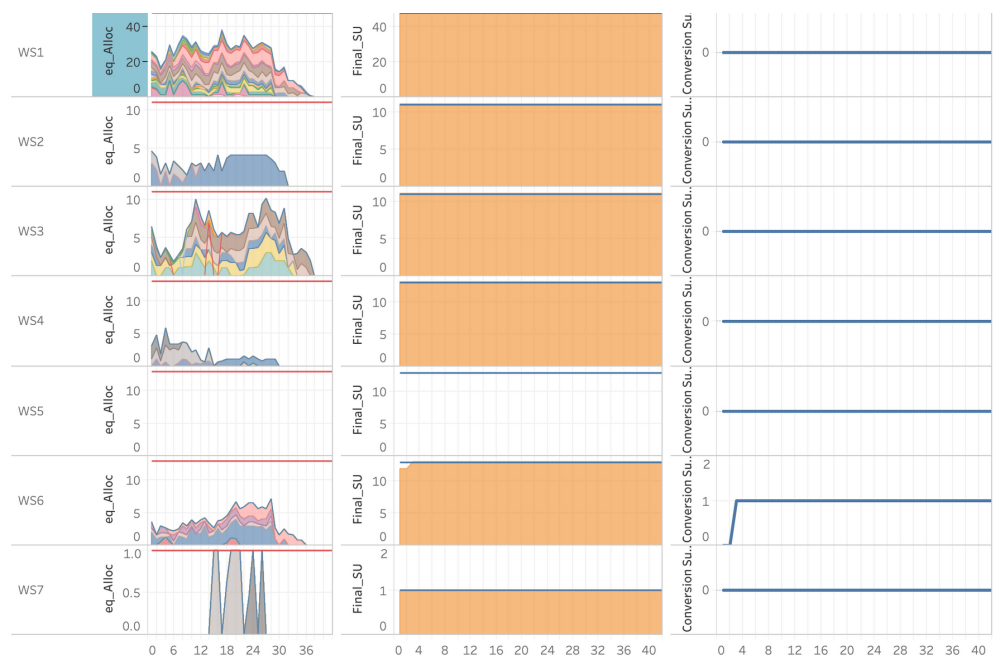 WS1 eq_Alloc 40 20 0 Final_SU 40 20 0 Conversion Su.. 0
WS2 eq_Alloc 10 5 0 Final_SU 10 5 0 Conversion Su.. 0
WS3 eq_Alloc 10 5 0 Final_SU 10 5 0 Conversion Su.. 0
WS4 eq_Alloc 10 5 0 Final_SU 10 5 0 Conversion Su.. 0
WS5 eq_Alloc 10 5 0 Final_SU 10 5 0 Conversion Su.. 0
WS6 eq_Alloc 10 5 0 Final_SU 10 5 0 Conversion Su.. 2 1 0
WS7 eq_Alloc 1.0 0.5 0.0 Final_SU 2 1 0 Conversion Su.. 0
0 6 12 18 24 30 36 0 4 8 12 16 20 24 28 32 36 40 0 4 8 12 16 20 24 28 32 36 40